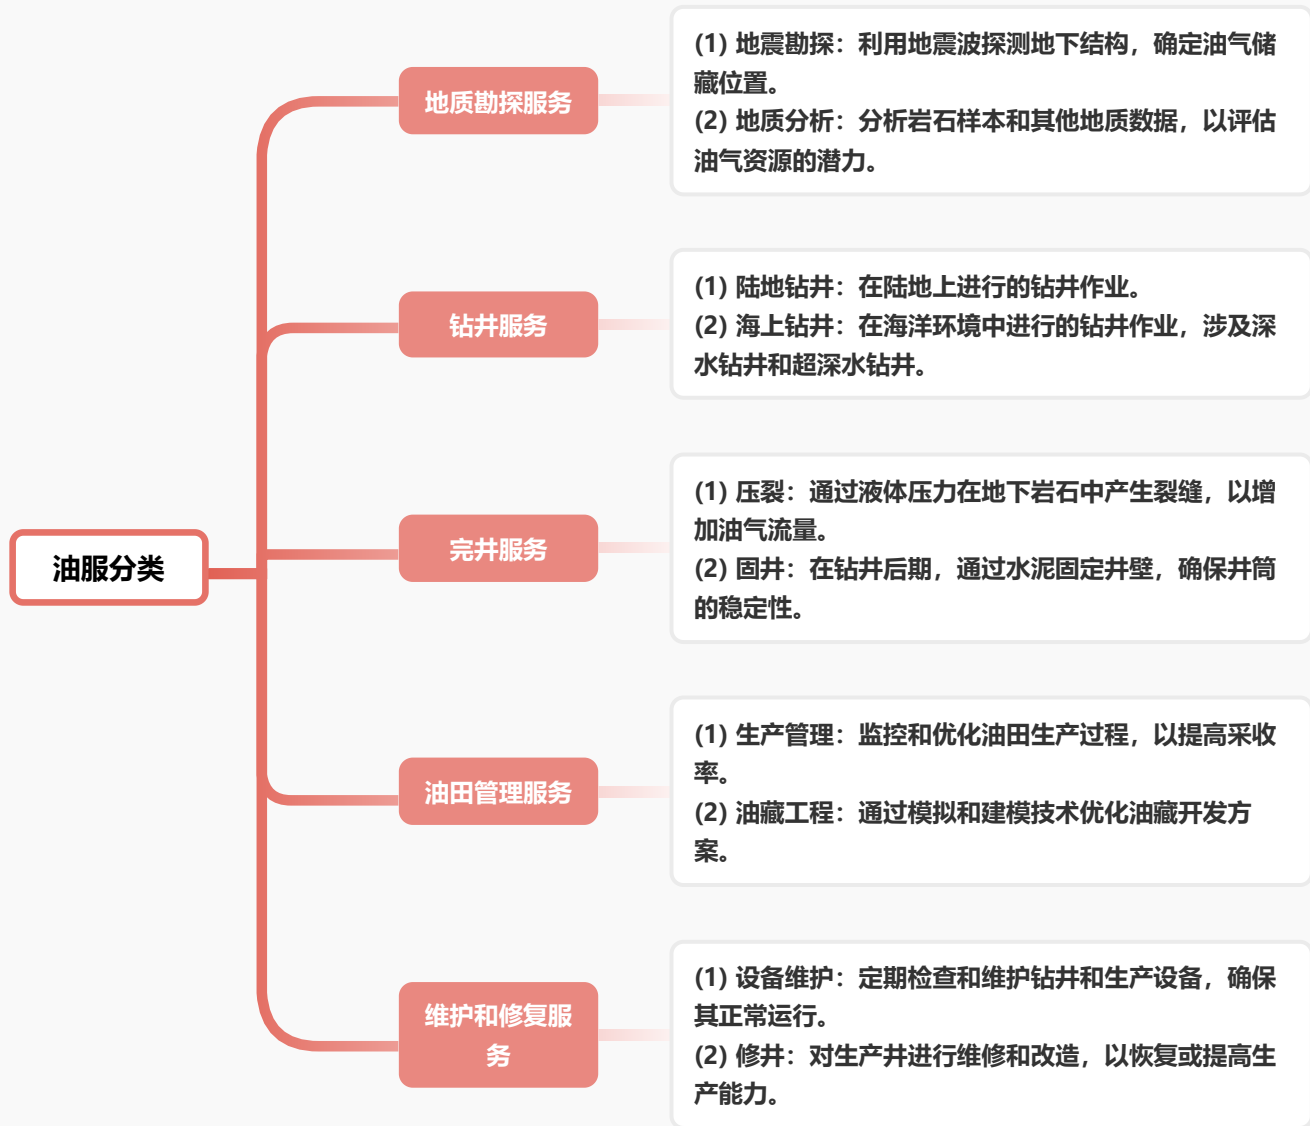 油服分类
地质勘探服务
(1) 地震勘探：利用地震波探测地下结构，确定油气储
藏位置。
(2) 地质分析：分析岩石样本和其他地质数据，以评估
油气资源的潜力。
钻井服务
(1) 陆地钻井：在陆地上进行的钻井作业。
(2) 海上钻井：在海洋环境中进行的钻井作业，涉及深
水钻井和超深水钻井。
完井服务
(1) 压裂：通过液体压力在地下岩石中产生裂缝，以增
加油气流量。
(2) 固井：在钻井后期，通过水泥固定井壁，确保井筒
的稳定性。
油田管理服务
(1) 生产管理：监控和优化油田生产过程，以提高采收
率。
(2) 油藏工程：通过模拟和建模技术优化油藏开发方
案。
维护和修复服
务
(1) 设备维护：定期检查和维护钻井和生产设备，确保
其正常运行。
(2) 修井：对生产井进行维修和改造，以恢复或提高生
产能力。